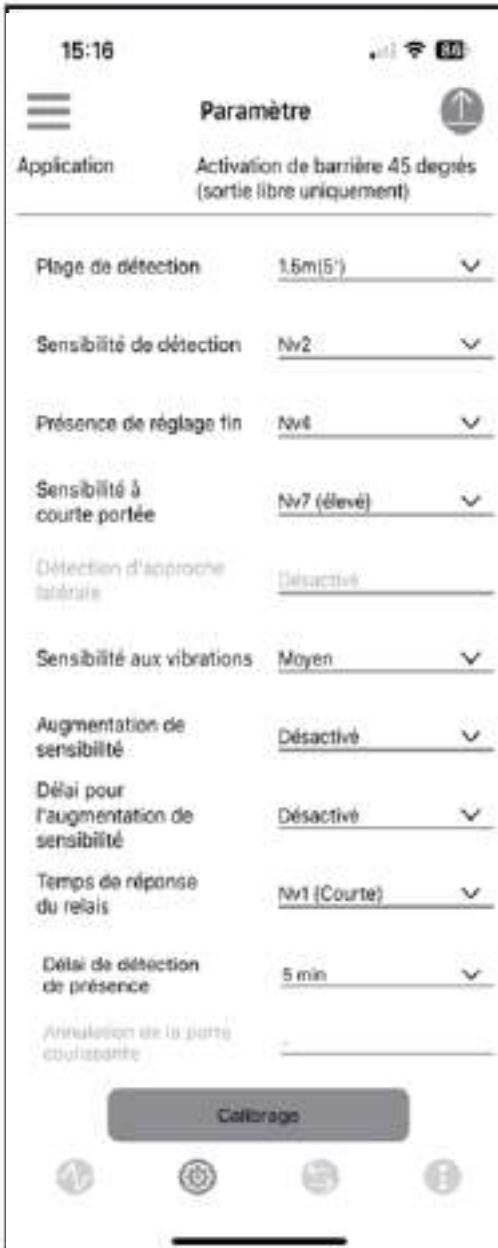 15:16
86
Paramètre
Application
Activation de barrière 45 degrés
(sortie libre uniquement)
Plage de détection
1.5m(5')
Sensibilité de détection
Nv2
Présence de réglage fin
Nv4
Sensibilité à
courte portée
Nv7 (élevé)
Détection d'approche
latérale
Désactivé
Sensibilité aux vibrations
Moyen
Augmentation de
sensibilité
Désactivé
Délai pour
l'augmentation de
sensibilité
Désactivé
Temps de réponse
du relais
Nv1 (Courte)
Délai de détection
de présence
5 min
Annulation de la porte
coulissante
-
Calibrage